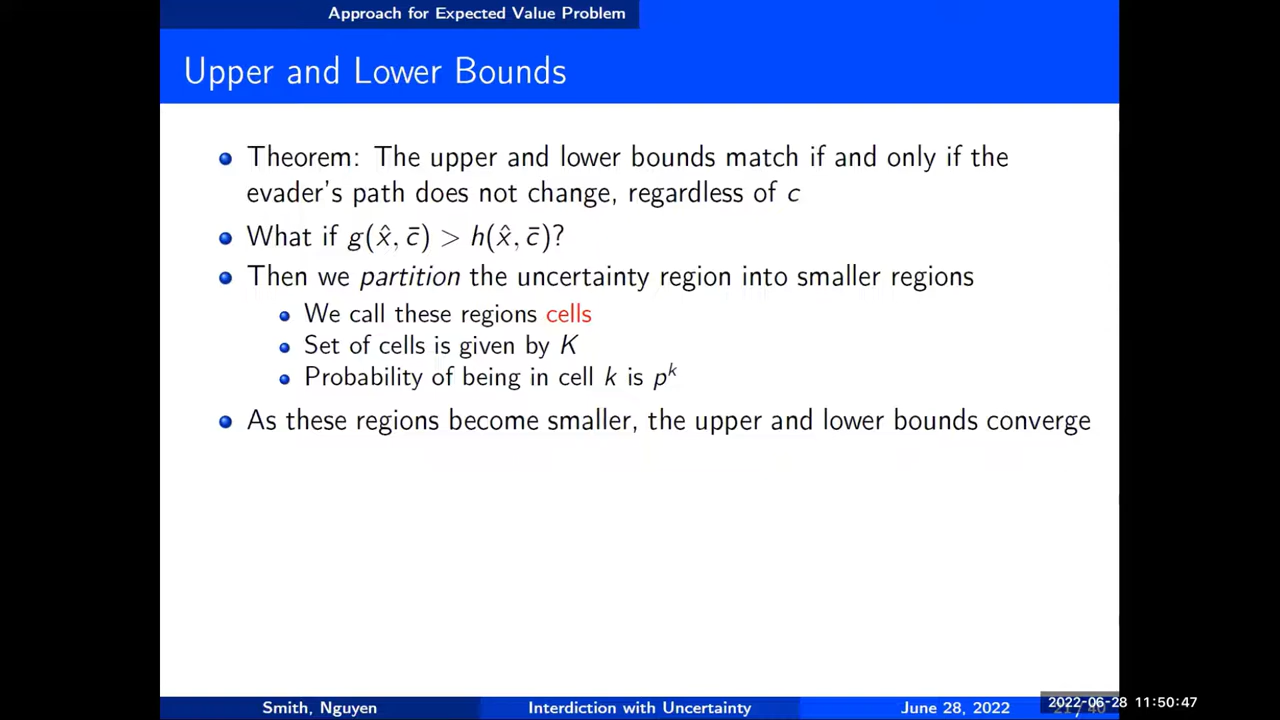 Approach for Expected Value Problem
Upper and Lower Bounds
Theorem: The upper and lower bounds match if and only if the
evader's path does not change, regardless of c
What if g(x̂, c̄) > h(x̂, c̄)?
Then we partition the uncertainty region into smaller regions
We call these regions cells
Set of cells is given by K
Probability of being in cell k is pᵏ
As these regions become smaller, the upper and lower bounds converge
Smith, Nguyen
Interdiction with Uncertainty
June 28, 2022
2022-06-28 11:50:47